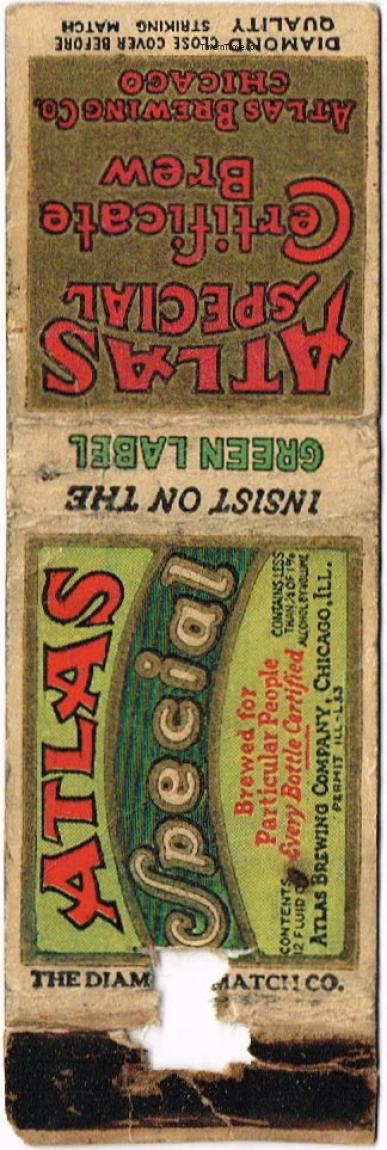 DIAMOND CLOSE COVER BEFORE
QUALITY STRIKING MATCH
ATLAS BREWING CO.
CHICAGO
Certificate
Brew
ATLAS
SPECIAL
INSIST ON THE
GREEN LABEL
ATLAS
Special
Brewed for
Particular People
Every Bottle Certified
CONTAINS LESS
THAN ½ OF 1%
ALCOHOL BY VOLUME
CONTENTS
12 FLUID
ATLAS BREWING COMPANY, CHICAGO, ILL.
PERMIT ILL-L33
THE DIAM MATCH CO.